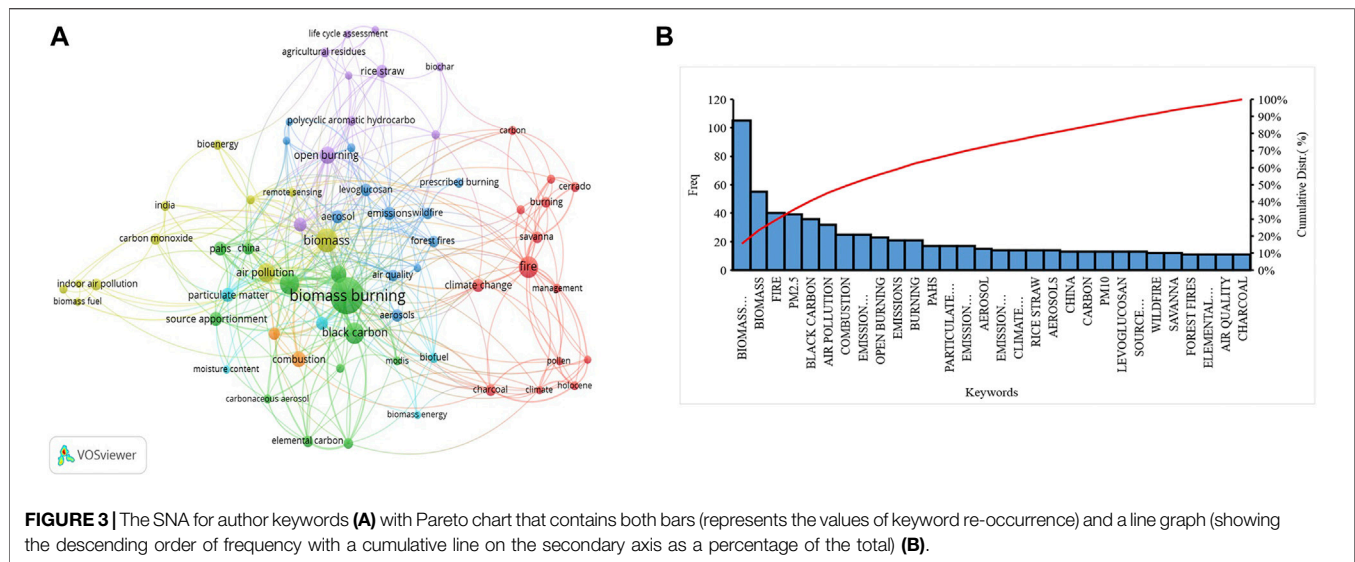 A
life cycle assessment
agricultural residues
rice straw
biochar
polycyclic aromatic hydrocarbo
carbon
bioenergy
open burning
remote sensing
levoglucosan
prescribed burning
cerrado
burning
india
aerosol
emissions
wildfire
carbon monoxide
pahs
china
biomass
forest fires
savanna
indoor air pollution
air pollution
air quality
fire
biomass fuel
particulate matter
biomass burning
climate change
management
source apportionment
black carbon
aerosols
combustion
modis
biofuel
pollen
moisture content
charcoal
climate
holocene
carbonaceous aerosol
biomass energy
elemental carbon
VOSviewer
B
120
100
80
60
40
20
0
Freq
100%
90%
80%
70%
60%
50%
40%
30%
20%
10%
0%
Cumulative Distr.( %)
BIOMASS…
BIOMASS
FIRE
PM2.5
BLACK CARBON
AIR POLLUTION
COMBUSTION
EMISSION…
OPEN BURNING
EMISSIONS
BURNING
PAHS
PARTICULATE…
EMISSION…
AEROSOL
EMISSION…
CLIMATE…
RICE STRAW
AEROSOLS
CHINA
CARBON
PM10
LEVOGLUCOSAN
SOURCE…
WILDFIRE
SAVANNA
FOREST FIRES
ELEMENTAL…
AIR QUALITY
CHARCOAL
Keywords
FIGURE 3 | The SNA for author keywords (A) with Pareto chart that contains both bars (represents the values of keyword re-occurrence) and a line graph (showing
the descending order of frequency with a cumulative line on the secondary axis as a percentage of the total) (B).